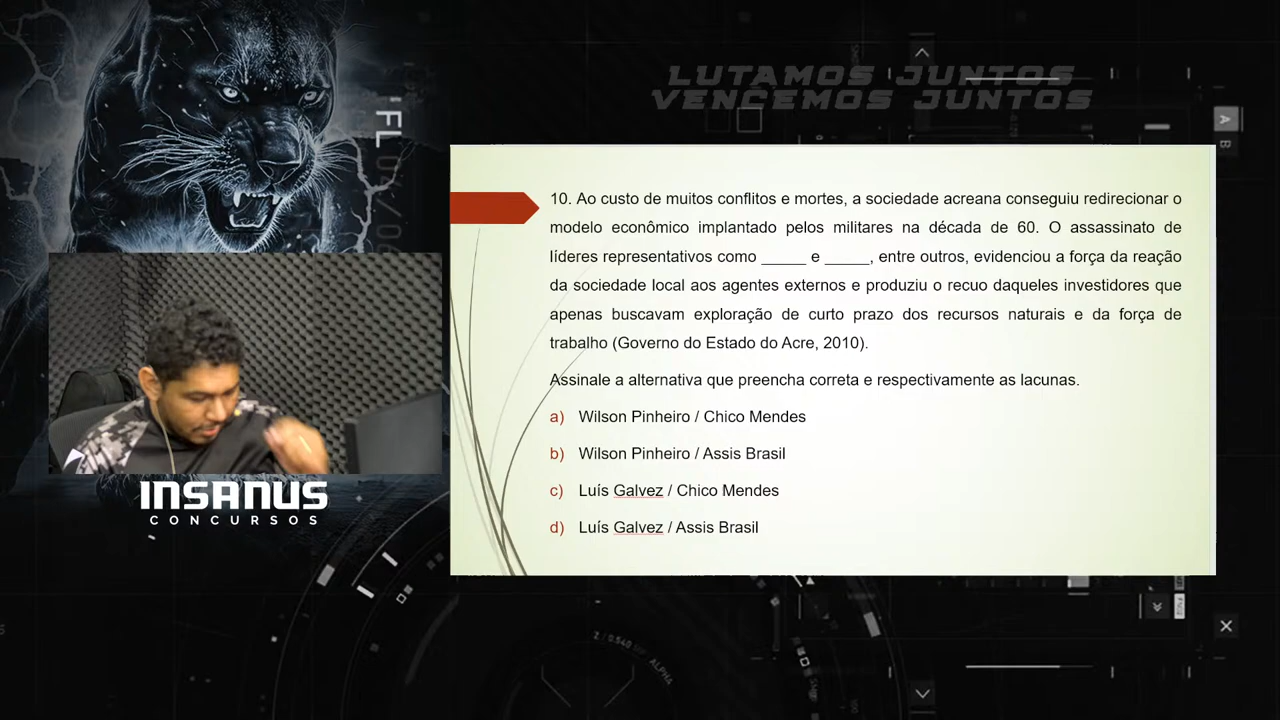 LUTAMOS JUNTOS
VENCEMOS JUNTOS
10. Ao custo de muitos conflitos e mortes, a sociedade acreana conseguiu redirecionar o
modelo econômico implantado pelos militares na década de 60. O assassinato de
líderes representativos como _____ e _____, entre outros, evidenciou a força da reação
da sociedade local aos agentes externos e produziu o recuo daqueles investidores que
apenas buscavam exploração de curto prazo dos recursos naturais e da força de
trabalho (Governo do Estado do Acre, 2010).
Assinale a alternativa que preencha correta e respectivamente as lacunas.
a) Wilson Pinheiro / Chico Mendes
b) Wilson Pinheiro / Assis Brasil
c) Luís Galvez / Chico Mendes
d) Luís Galvez / Assis Brasil
INSANUS
CONCURSOS
FL
A
B
Z / 0.540
ALPHA